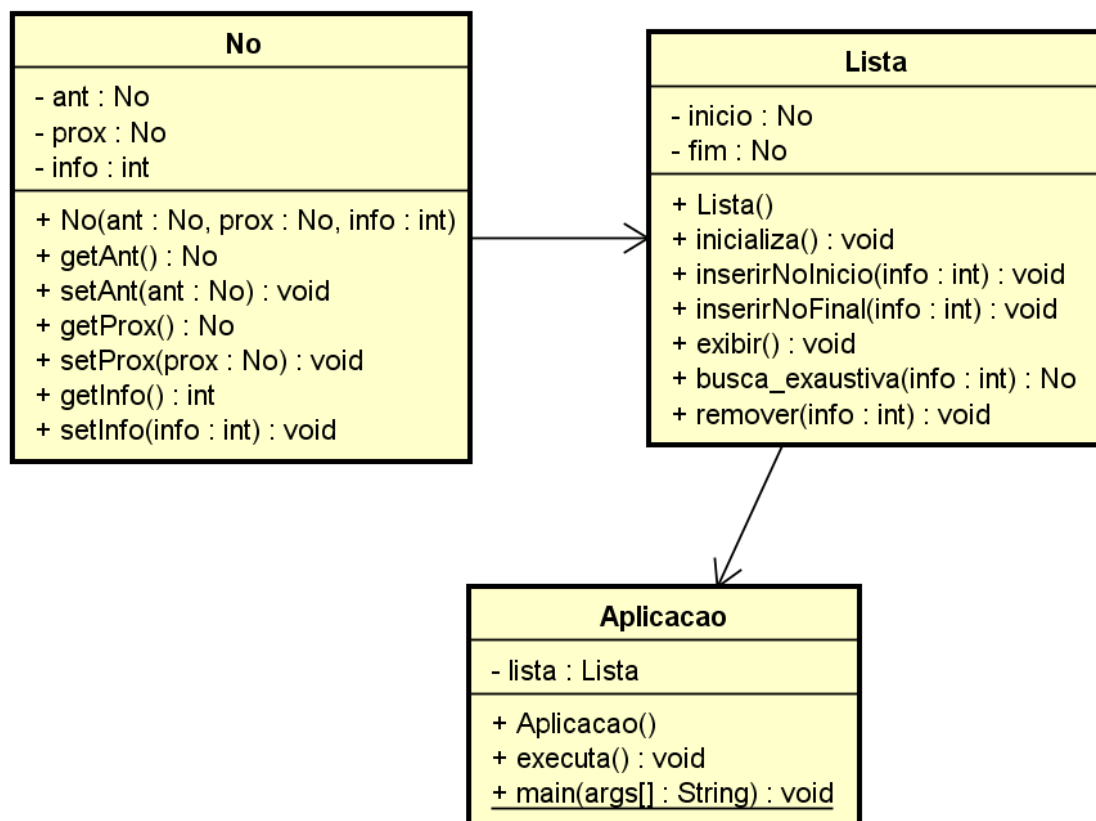 No
- ant : No
- prox : No
- info : int
+ No(ant : No, prox : No, info : int)
+ getAnt() : No
+ setAnt(ant : No) : void
+ getProx() : No
+ setProx(prox : No) : void
+ getInfo() : int
+ setInfo(info : int) : void
Lista
- inicio : No
- fim : No
+ Lista()
+ inicializa() : void
+ inserirNoInicio(info : int) : void
+ inserirNoFinal(info : int) : void
+ exibir() : void
+ busca_exaustiva(info : int) : No
+ remover(info : int) : void
Aplicacao
- lista : Lista
+ Aplicacao()
+ executa() : void
+ main(args[] : String) : void